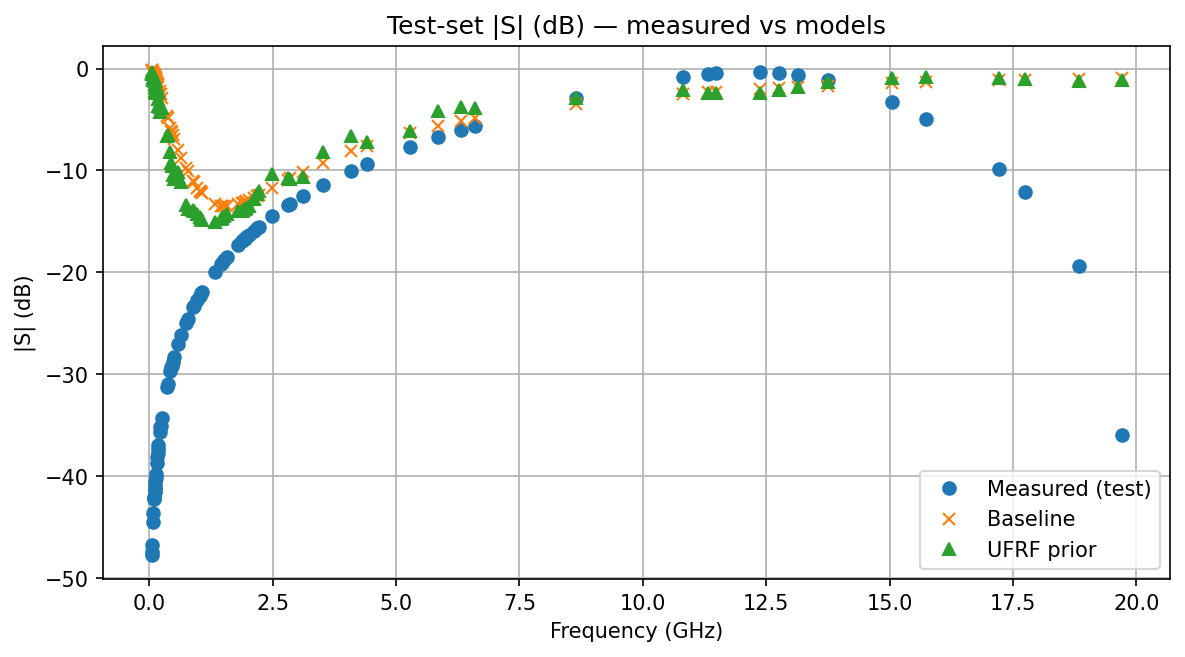 Test-set |S| (dB) — measured vs models
|S| (dB)
0
−10
−20
−30
−40
−50
0.0 2.5 5.0 7.5 10.0 12.5 15.0 17.5 20.0
Frequency (GHz)
Measured (test)
Baseline
UFRF prior